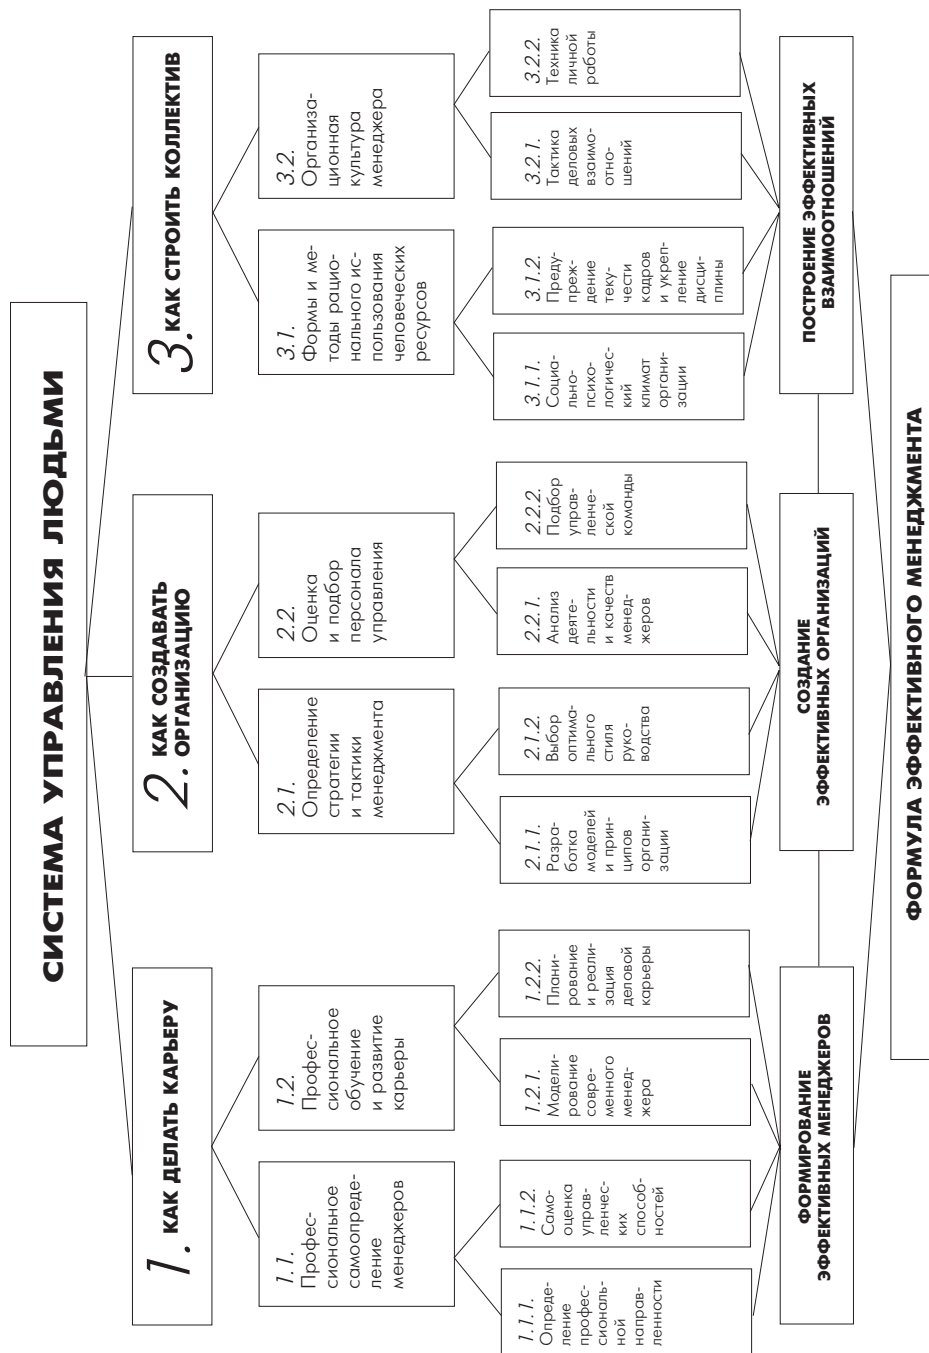 СИСТЕМА УПРАВЛЕНИЯ ЛЮДЬМИ
1. КАК ДЕЛАТЬ КАРЬЕРУ
2. КАК СОЗДАВАТЬ
ОРГАНИЗАЦИЮ
3. КАК СТРОИТЬ КОЛЛЕКТИВ
1.1.
Профес-
сиональное
самоопреде-
ление
менеджеров
1.2.
Профес-
сиональное
обучение
и развитие
карьеры
2.1.
Определение
стратегии
и тактики
менеджмента
2.2.
Оценка
и подбор
персонала
управления
3.1.
Формы и ме-
тоды рацио-
нального ис-
пользования
человеческих
ресурсов
3.2.
Организа-
ционная
культура
менеджера
1.1.1.
Опреде-
ление
профес-
сиональ-
ной
направ-
ленности
1.1.2.
Само-
оценка
управ-
ленчес-
ких
способ-
ностей
1.2.1.
Модели-
рование
совре-
менного
менед-
жера
1.2.2.
Плани-
рование
и реали-
зация
деловой
карьеры
2.1.1.
Разра-
ботка
моделей
и прин-
ципов
органи-
зации
2.1.2.
Выбор
оптима-
льного
стиля
руко-
водства
2.2.1.
Анализ
деяте-
льности
и качеств
менед-
жеров
2.2.2.
Подбор
управ-
ленче-
ской
команды
3.1.1.
Социа-
льно-
психо-
логичес-
кий
климат
органи-
зации
3.1.2.
Преду-
преж-
дение
теку-
чести
кадров
и укреп-
ление
дисци-
плины
3.2.1.
Тактика
деловых
взаимо-
отно-
шений
3.2.2.
Техника
личной
работы
ФОРМИРОВАНИЕ
ЭФФЕКТИВНЫХ МЕНЕДЖЕРОВ
СОЗДАНИЕ
ЭФФЕКТИВНЫХ ОРГАНИЗАЦИЙ
ПОСТРОЕНИЕ ЭФФЕКТИВНЫХ
ВЗАИМООТНОШЕНИЙ
ФОРМУЛА ЭФФЕКТИВНОГО МЕНЕДЖМЕНТА